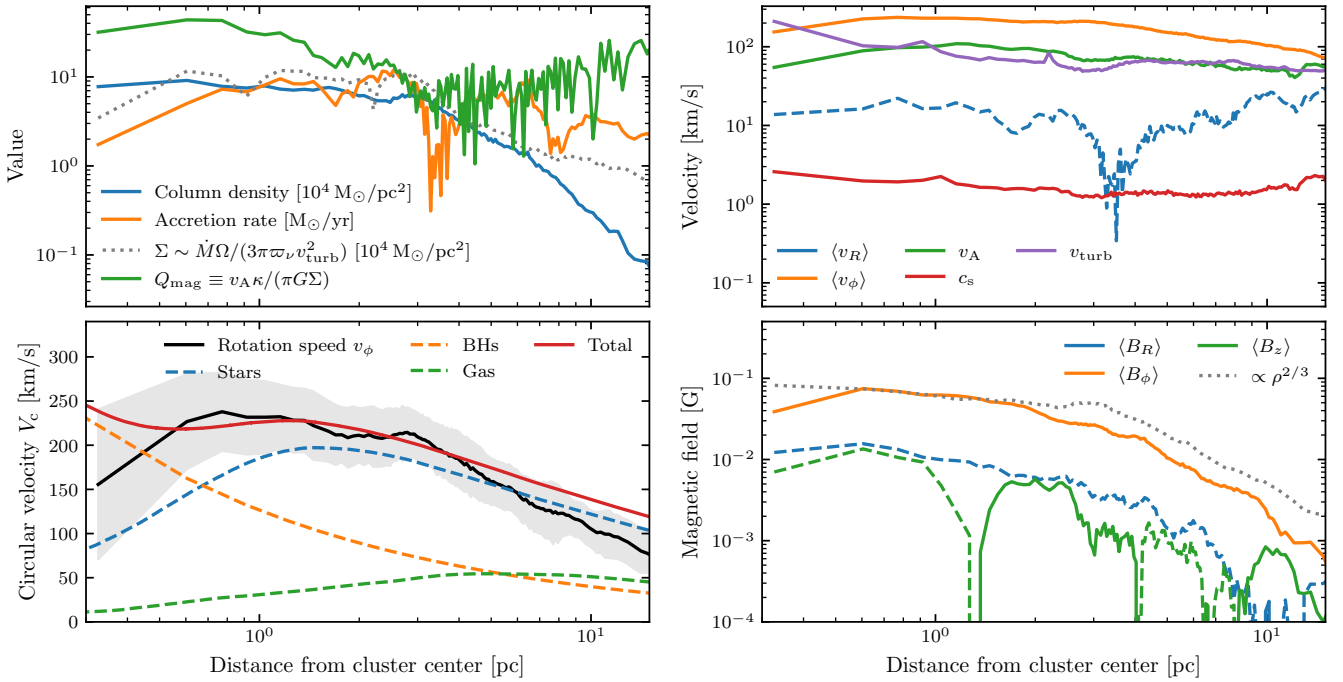 10²
10¹
10⁰
10⁻¹
Value
Column density [10⁴ M⊙/pc²]
Accretion rate [M⊙/yr]
Σ ∼ ṀΩ/(3πϖ_ν v²_turb) [10⁴ M⊙/pc²]
Q_mag ≡ v_A κ/(πGΣ)
10²
10¹
10⁰
10⁻¹
Velocity [km/s]
⟨v_R⟩
v_A
v_turb
⟨v_ϕ⟩
c_s
300
250
200
150
100
50
0
Circular velocity V_c [km/s]
Rotation speed v_ϕ
BHs
Total
Stars
Gas
10⁰
10¹
Distance from cluster center [pc]
10⁻¹
10⁻²
10⁻³
10⁻⁴
Magnetic field [G]
⟨B_R⟩
⟨B_z⟩
⟨B_ϕ⟩
∝ ρ^{2/3}
10⁰
10¹
Distance from cluster center [pc]